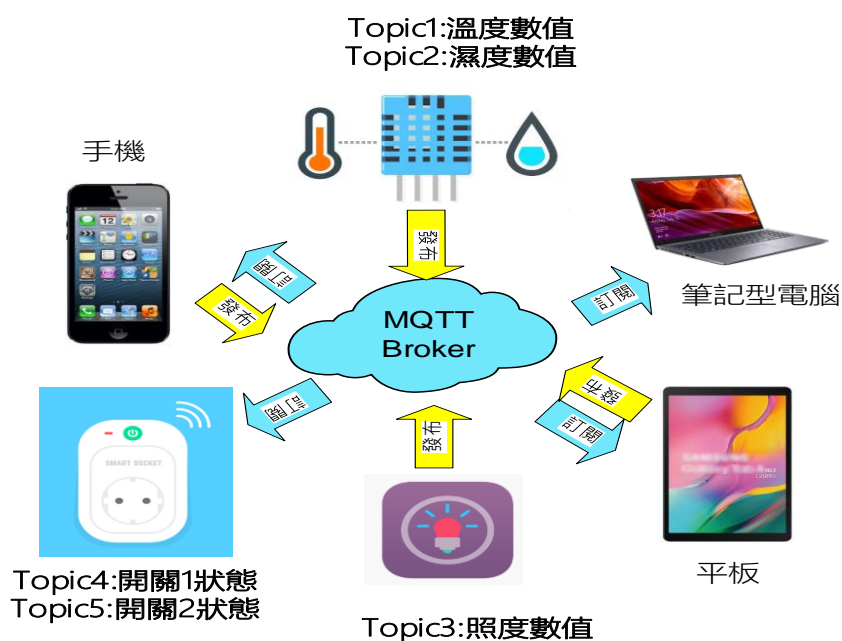 Topic1:溫度數值
Topic2:濕度數值
手機
發布
訂閱
訂閱
筆記型電腦
發布
MQTT
Broker
訂閱
發布
發布
訂閱
SMART SOCKET
平板
Topic4:開關1狀態
Topic5:開關2狀態
Topic3:照度數值